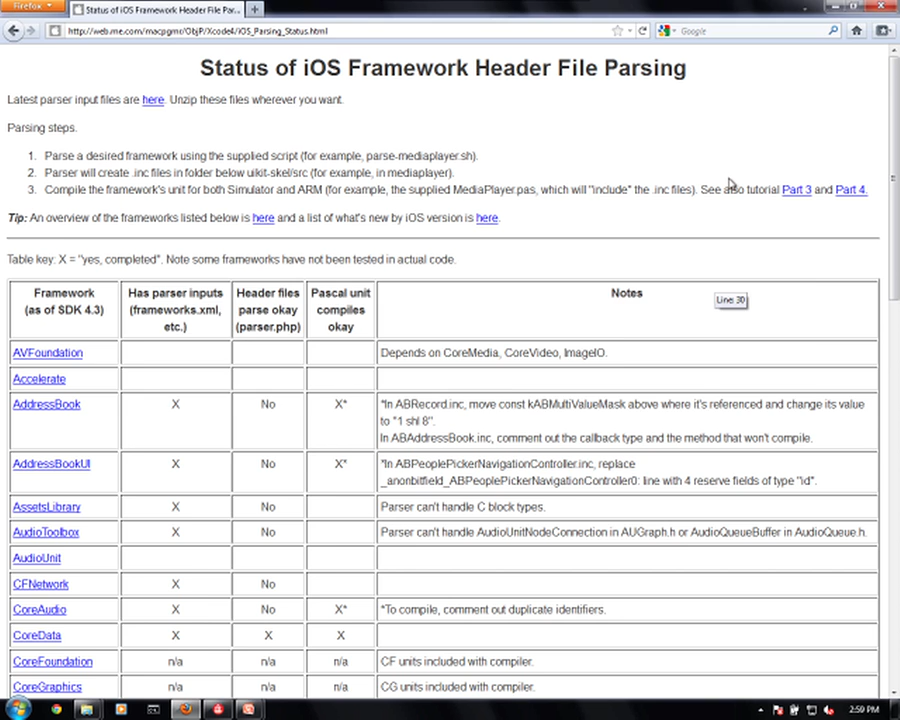 Firefox
Status of iOS Framework Header File Par...
http://web.me.com/macpgmr/ObjP/Xcode4/iOS_Parsing_Status.html
Google
Status of iOS Framework Header File Parsing
Latest parser input files are here. Unzip these files wherever you want.
Parsing steps.
1. Parse a desired framework using the supplied script (for example, parse-mediaplayer.sh).
2. Parser will create .inc files in folder below uikit-skel/src (for example, in mediaplayer).
3. Compile the framework's unit for both Simulator and ARM (for example, the supplied MediaPlayer.pas, which will "include" the .inc files). See also tutorial Part 3 and Part 4.
Tip: An overview of the frameworks listed below is here and a list of what's new by iOS version is here.
Table key: X = "yes, completed". Note some frameworks have not been tested in actual code.
Framework
(as of SDK 4.3)
Has parser inputs
(frameworks.xml,
etc.)
Header files
parse okay
(parser.php)
Pascal unit
compiles
okay
Notes
Line: 30
AVFoundation Depends on CoreMedia, CoreVideo, ImageIO.
Accelerate
AddressBook X No X* *In ABRecord.inc, move const kABMultiValueMask above where it's referenced and change its value
to "1 shl 8".
In ABAddressBook.inc, comment out the callback type and the method that won't compile.
AddressBookUI X No X* *In ABPeoplePickerNavigationController.inc, replace
_anonbitfield_ABPeoplePickerNavigationController0: line with 4 reserve fields of type "id".
AssetsLibrary X No Parser can't handle C block types.
AudioToolbox X No Parser can't handle AudioUnitNodeConnection in AUGraph.h or AudioQueueBuffer in AudioQueue.h.
AudioUnit
CFNetwork X No
CoreAudio X No X* *To compile, comment out duplicate identifiers.
CoreData X X X
CoreFoundation n/a n/a n/a CF units included with compiler.
CoreGraphics n/a n/a n/a CG units included with compiler.
2:59 PM